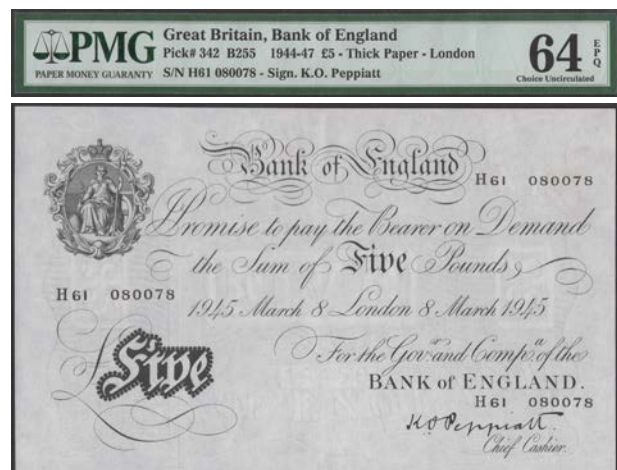 PMG
PAPER MONEY GUARANTY
Great Britain, Bank of England
Pick# 342 B255 1944-47 £5 - Thick Paper - London
S/N H61 080078 - Sign. K.O. Peppiatt
64
EPQ
Choice Uncirculated
Bank of England
H61 080078
I Promise to pay the Bearer on Demand
the Sum of Five Pounds
H61 080078
1945 March 8 London 8 March 1945
For the Govr. and Compa. of the
BANK of ENGLAND.
£Five
H61 080078
K O Peppiatt.
Chief Cashier.